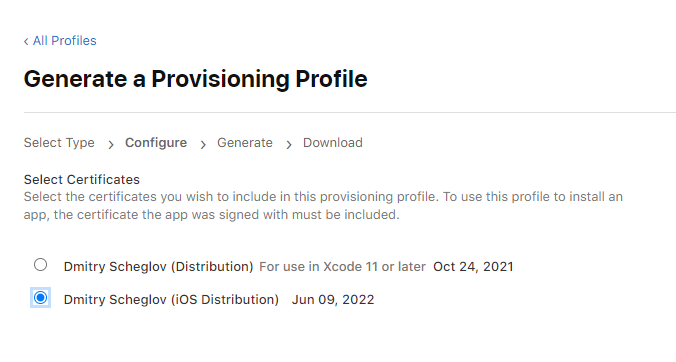 ‹ All Profiles
Generate a Provisioning Profile
Select Type › Configure › Generate › Download
Select Certificates
Select the certificates you wish to include in this provisioning profile. To use this profile to install an
app, the certificate the app was signed with must be included.
Dmitry Scheglov (Distribution) For use in Xcode 11 or later Oct 24, 2021
Dmitry Scheglov (iOS Distribution) Jun 09, 2022